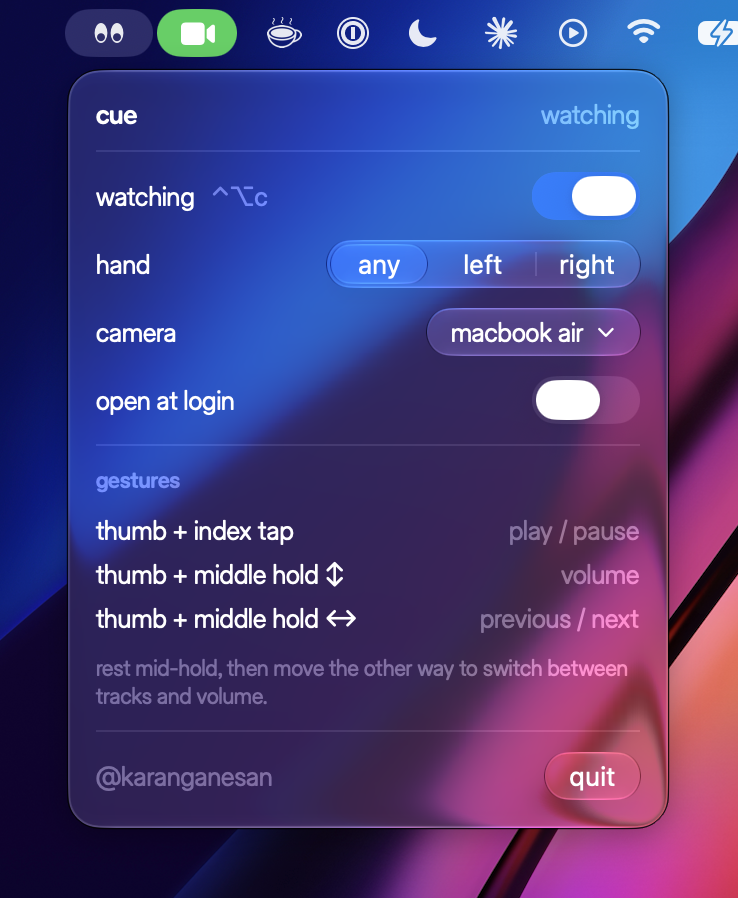 cue watching
watching ⌃⌥c
hand any left right
camera macbook air
open at login
gestures
thumb + index tap play / pause
thumb + middle hold ↕ volume
thumb + middle hold ↔ previous / next
rest mid-hold, then move the other way to switch between
tracks and volume.
@karanganesan quit